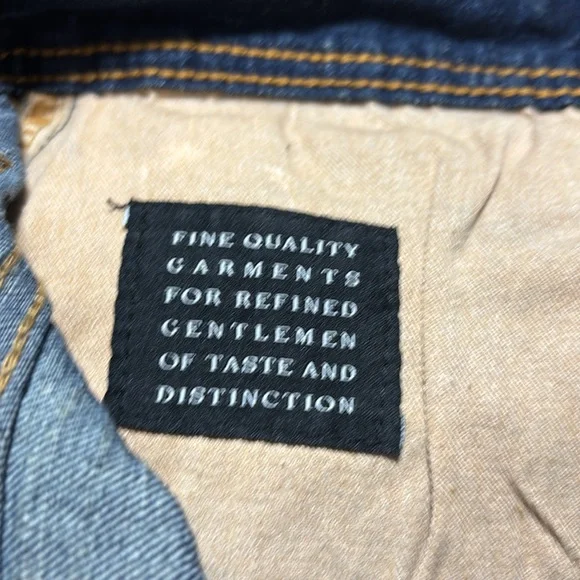 FINE QUALITY
GARMENTS
FOR REFINED
GENTLEMEN
OF TASTE AND
DISTINCTION